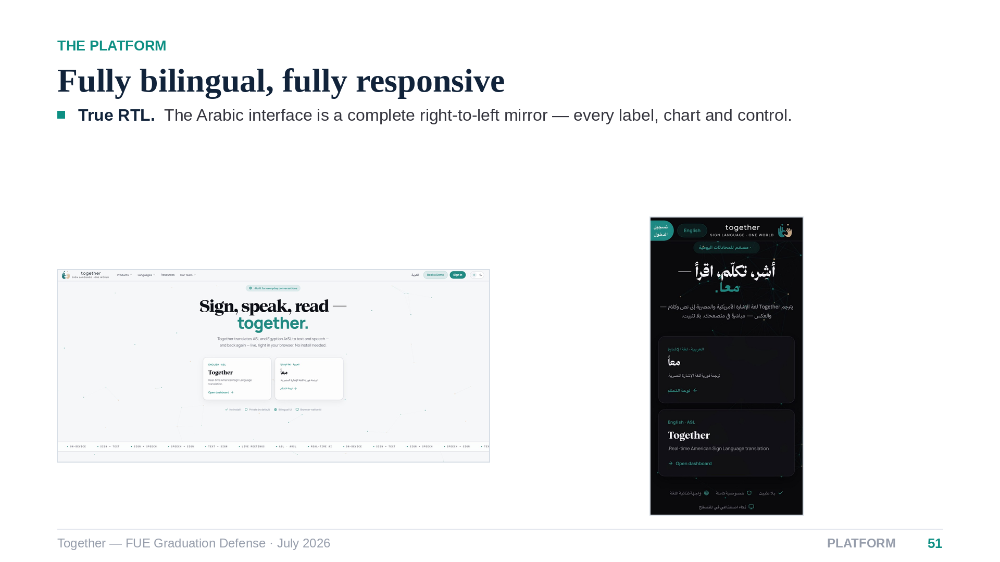 THE PLATFORM
Fully bilingual, fully responsive
True RTL. The Arabic interface is a complete right-to-left mirror — every label, chart and control.
together
SIGN LANGUAGE · ONE WORLD
Products
Languages
Resources
Our Team
العربية
Book a Demo
Sign In
· Built for everyday conversations
Sign, speak, read —
together.
Together translates ASL and Egyptian ArSL to text and speech —
and back again — live, right in your browser. No install needed.
ENGLISH · ASL
Together
Real-time American Sign Language
translation.
Open dashboard →
العربية · لغة الإشارة
معاً
ترجمة فورية للغة الإشارة المصرية.
لوحة التحكم ←
No install
Private by default
Bilingual UI
Browser-native AI
ON-DEVICE
SIGN → TEXT
SIGN → SPEECH
SPEECH → SIGN
TEXT → SIGN
LIVE MEETINGS
ASL · ARSL
REAL-TIME AI
ON-DEVICE
SIGN → TEXT
SIGN → SPEECH
SPEECH → SIGN
TEX
together
SIGN LANGUAGE · ONE WORLD
English
تسجيل
الدخول
· مصمّم للمحادثات اليومية
أشِر، تكلّم، اقرأ —
معاً.
يترجم Together لغة الإشارة الأمريكية والمصرية إلى نص وكلام —
والعكس — مباشرةً في متصفحك. بلا تثبيت.
العربية · لغة الإشارة
معاً
ترجمة فورية للغة الإشارة المصرية.
لوحة التحكم ←
English · ASL
Together
.Real-time American Sign Language translation
→ Open dashboard
بلا تثبيت
خصوصية كاملة
واجهة ثنائية اللغة
ذكاء اصطناعي في المتصفح
Together — FUE Graduation Defense · July 2026
PLATFORM
51